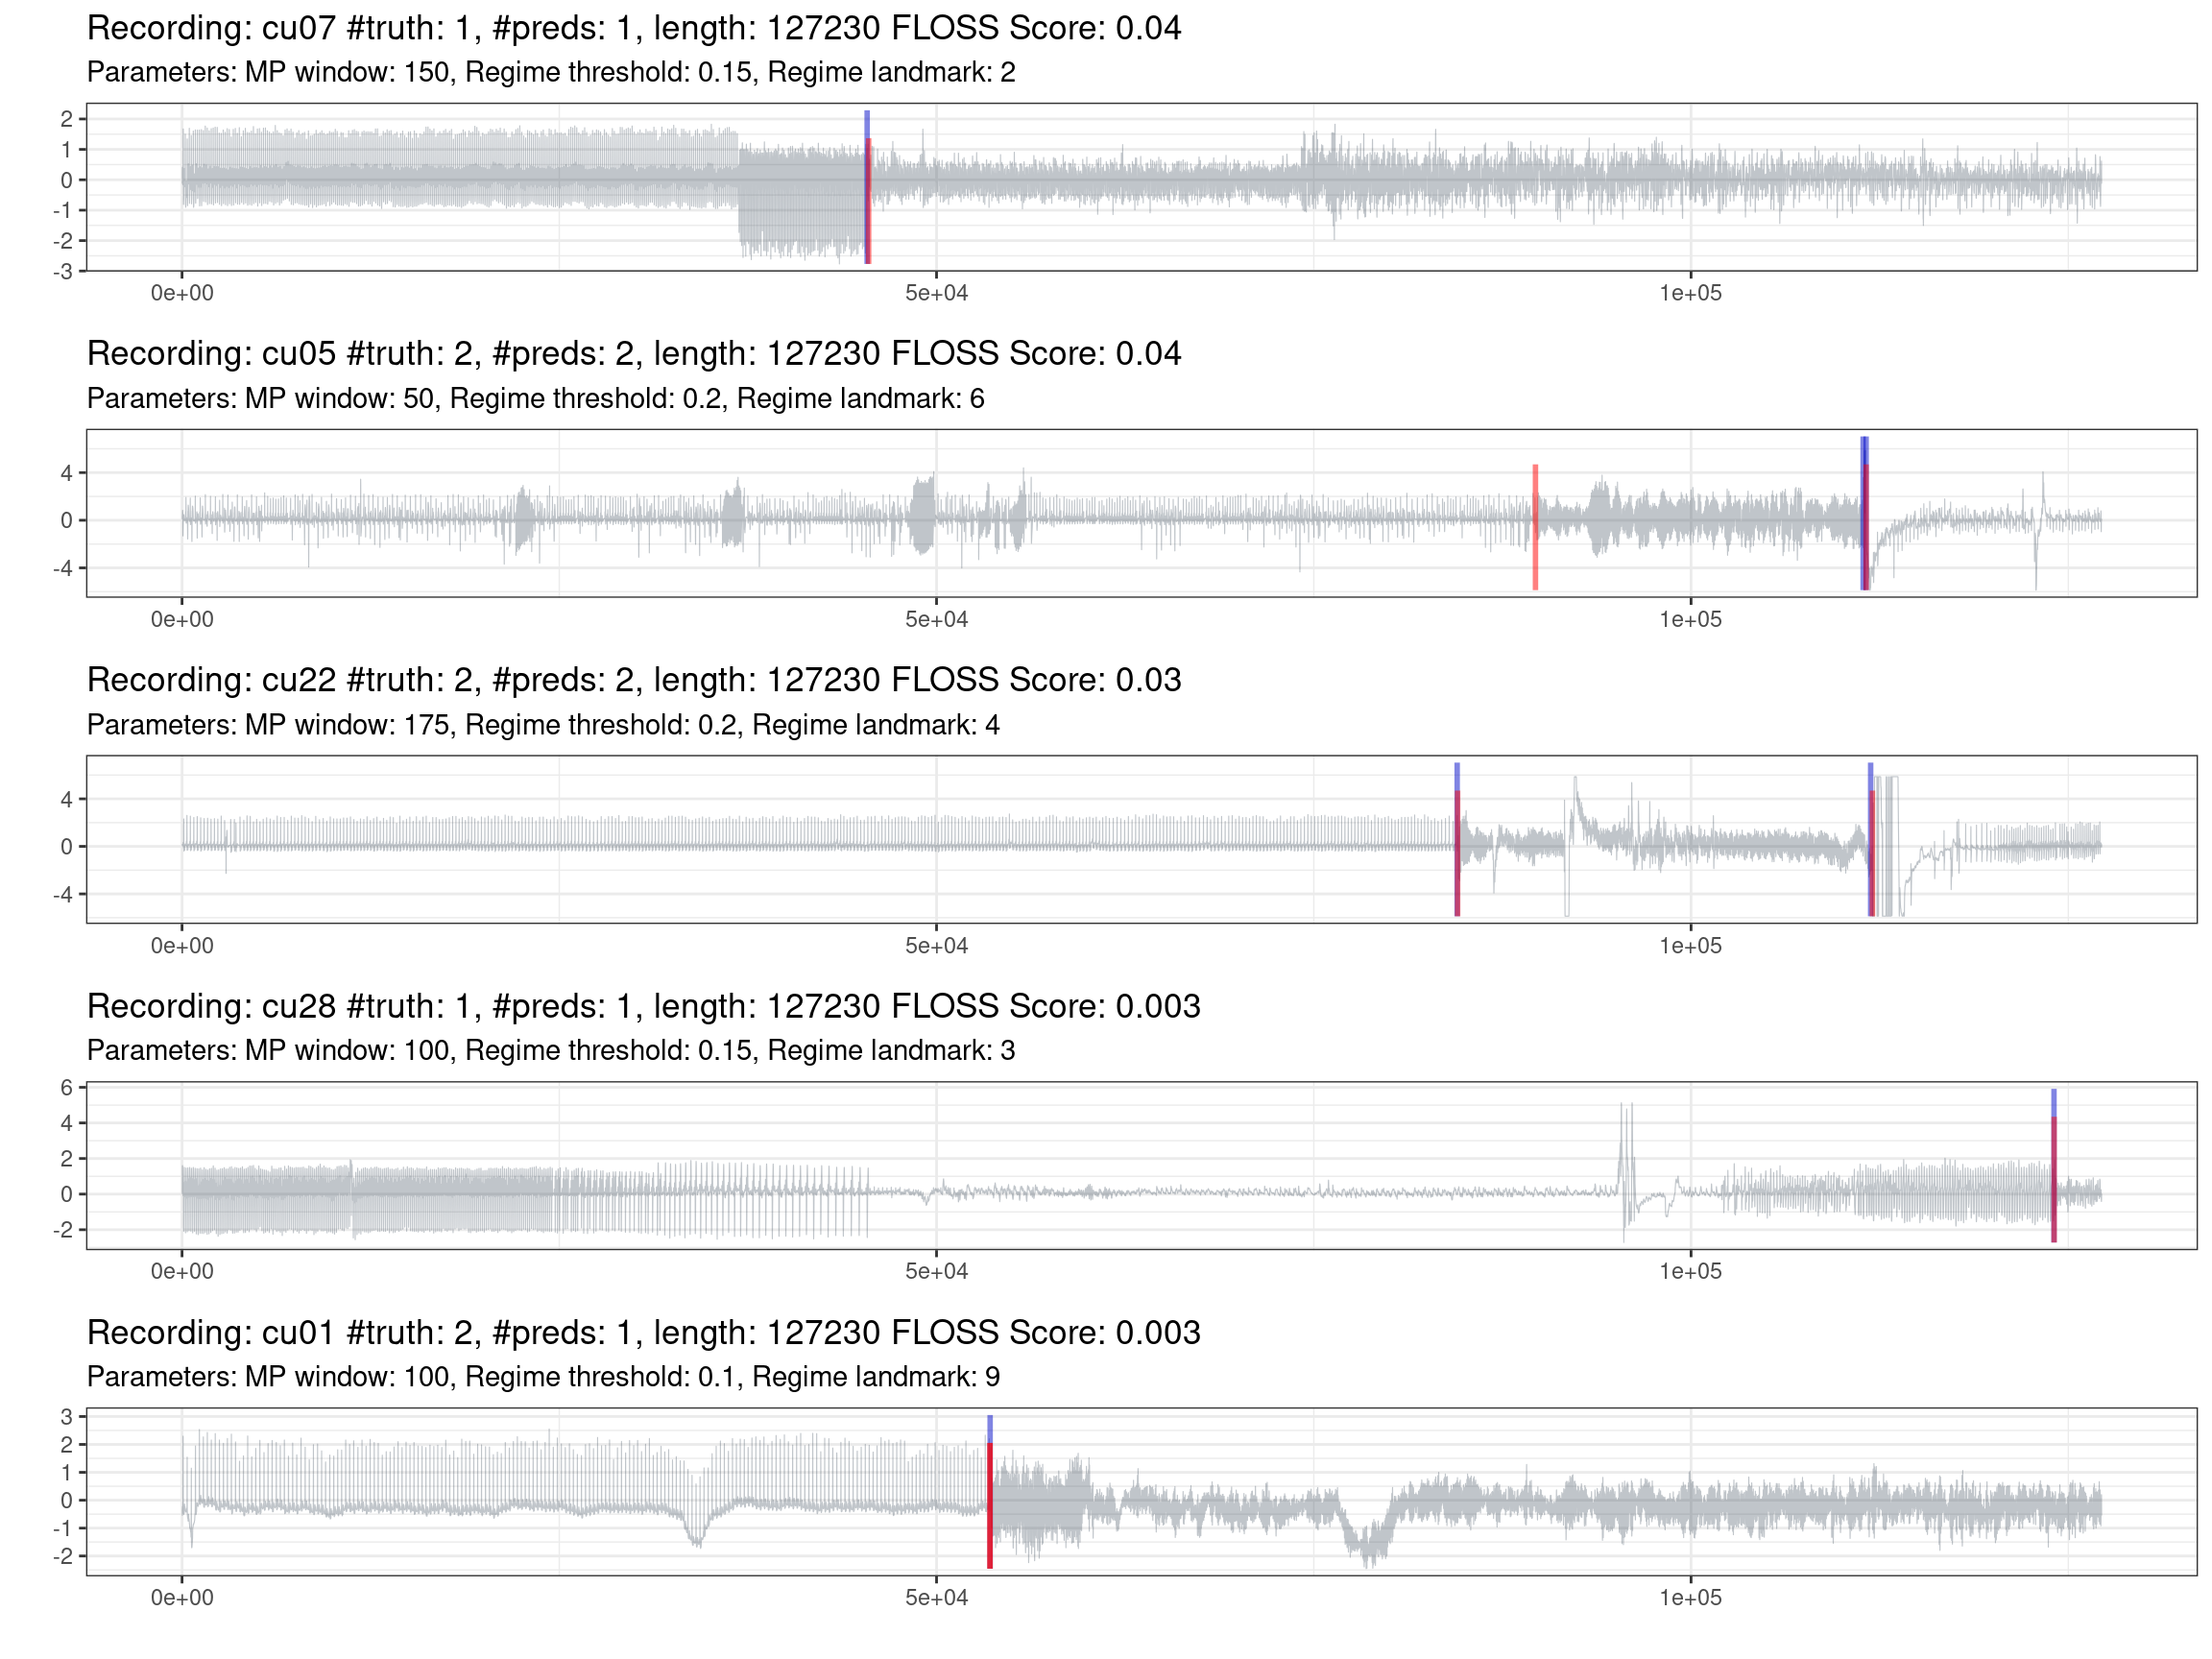 Recording: cu07 #truth: 1, #preds: 1, length: 127230 FLOSS Score: 0.04
Parameters: MP window: 150, Regime threshold: 0.15, Regime landmark: 2
2
1
0
-1
-2
-3
0e+00 5e+04 1e+05
Recording: cu05 #truth: 2, #preds: 2, length: 127230 FLOSS Score: 0.04
Parameters: MP window: 50, Regime threshold: 0.2, Regime landmark: 6
4
0
-4
0e+00 5e+04 1e+05
Recording: cu22 #truth: 2, #preds: 2, length: 127230 FLOSS Score: 0.03
Parameters: MP window: 175, Regime threshold: 0.2, Regime landmark: 4
4
0
-4
0e+00 5e+04 1e+05
Recording: cu28 #truth: 1, #preds: 1, length: 127230 FLOSS Score: 0.003
Parameters: MP window: 100, Regime threshold: 0.15, Regime landmark: 3
6
4
2
0
-2
0e+00 5e+04 1e+05
Recording: cu01 #truth: 2, #preds: 1, length: 127230 FLOSS Score: 0.003
Parameters: MP window: 100, Regime threshold: 0.1, Regime landmark: 9
3
2
1
0
-1
-2
0e+00 5e+04 1e+05